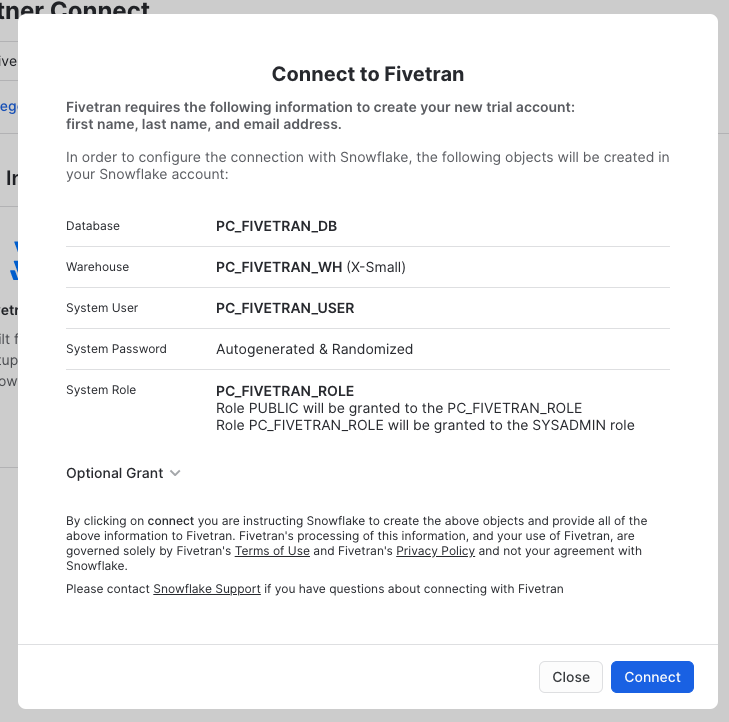 tner Connect
Connect to Fivetran
Fivetran requires the following information to create your new trial account:
first name, last name, and email address.
In order to configure the connection with Snowflake, the following objects will be created in
your Snowflake account:
Database PC_FIVETRAN_DB
Warehouse PC_FIVETRAN_WH (X-Small)
System User PC_FIVETRAN_USER
System Password Autogenerated & Randomized
System Role PC_FIVETRAN_ROLE
Role PUBLIC will be granted to the PC_FIVETRAN_ROLE
Role PC_FIVETRAN_ROLE will be granted to the SYSADMIN role
Optional Grant
By clicking on connect you are instructing Snowflake to create the above objects and provide all of the
above information to Fivetran. Fivetran's processing of this information, and your use of Fivetran, are
governed solely by Fivetran's Terms of Use and Fivetran's Privacy Policy and not your agreement with
Snowflake.
Please contact Snowflake Support if you have questions about connecting with Fivetran
Close Connect